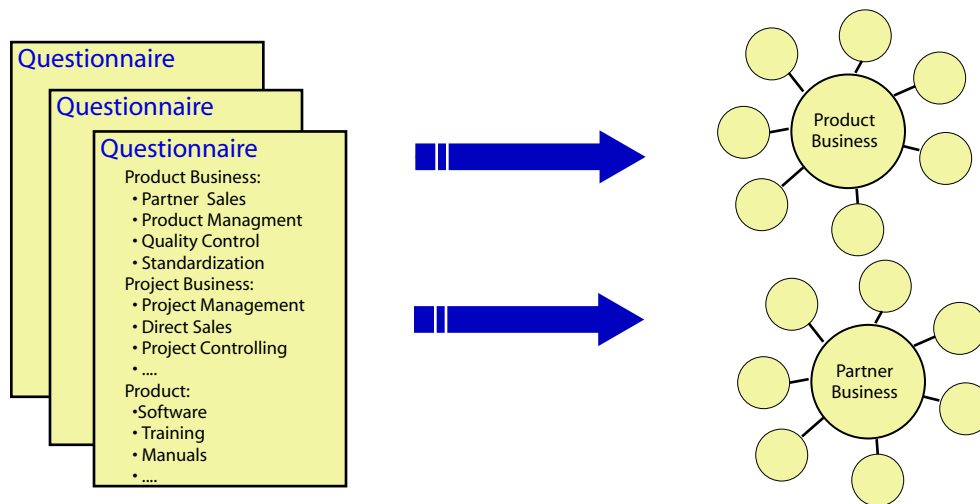 Questionnaire
Questionnaire
Questionnaire
Product Business:
• Partner Sales
• Product Managment
• Quality Control
• Standardization
Project Business:
• Project Management
• Direct Sales
• Project Controlling
• ....
Product:
•Software
• Training
• Manuals
• ....
Product
Business
Partner
Business